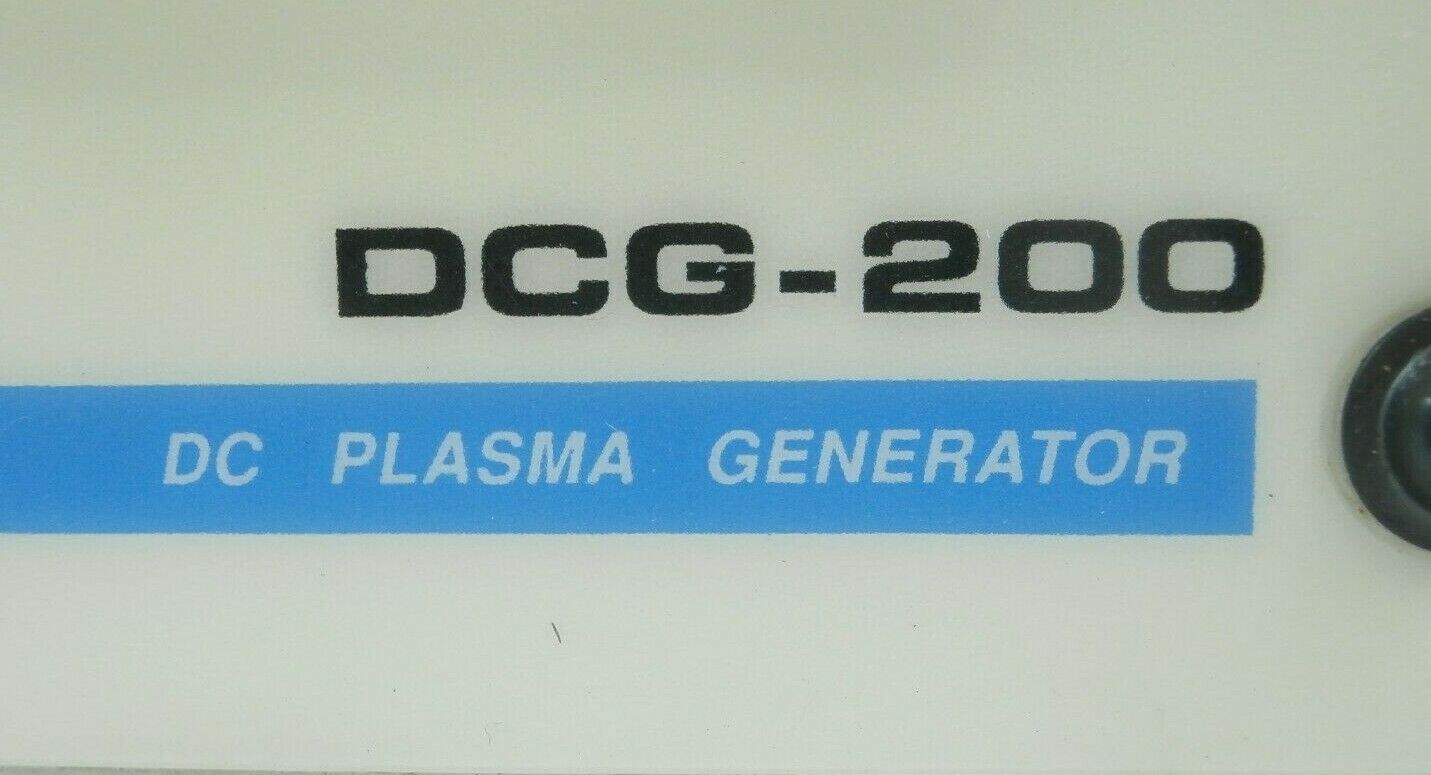 DCG-200
DC PLASMA GENERATOR